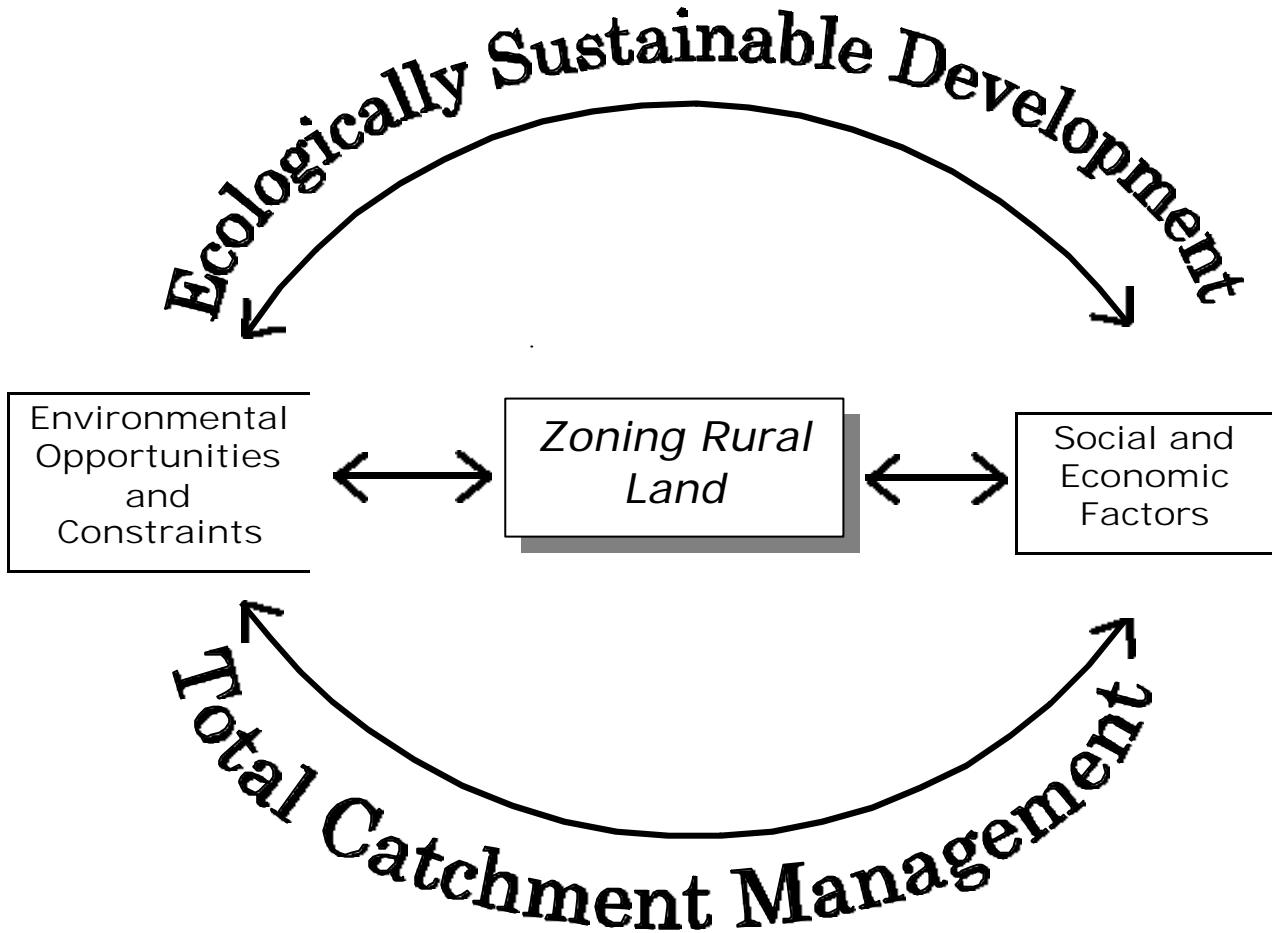 Ecologically Sustainable Development
Environmental
Opportunities
and
Constraints
Zoning Rural
Land
Social and
Economic
Factors
Total Catchment Management